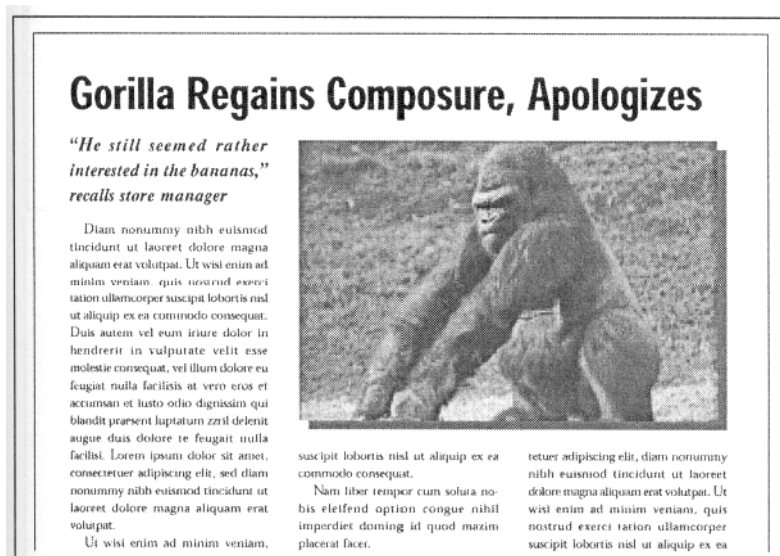 Gorilla Regains Composure, Apologizes
“He still seemed rather
interested in the bananas,”
recalls store manager
Diam nonummy nibh euismod
tincidunt ut laoreet dolore magna
aliquam erat volutpat. Ut wisi enim ad
minim veniam, quis nostrud exerci
tation ullamcorper suscipit lobortis nisl
ut aliquip ex ea commodo consequat.
Duis autem vel eum iriure dolor in
hendrerit in vulputate velit esse
molestie consequat, vel illum dolore eu
feugiat nulla facilisis at vero eros et
accumsan et iusto odio dignissim qui
blandit praesent luptatum zzril delenit
augue duis dolore te feugait nulla
facilisi. Lorem ipsum dolor sit amet,
consectetuer adipiscing elit, sed diam
nonummy nibh euismod tincidunt ut
laoreet dolore magna aliquam erat
volutpat.
Ut wisi enim ad minim veniam,
suscipit lobortis nisl ut aliquip ex ea
commodo consequat.
Nam liber tempor cum soluta no-
bis eleifend option congue nihil
imperdiet doming id quod mazim
placerat facer.
tetuer adipiscing elit, diam nonummy
nibh euismod tincidunt ut laoreet
dolore magna aliquam erat volutpat. Ut
wisi enim ad minim veniam, quis
nostrud exerci tation ullamcorper
suscipit lobortis nisl ut aliquip ex ea